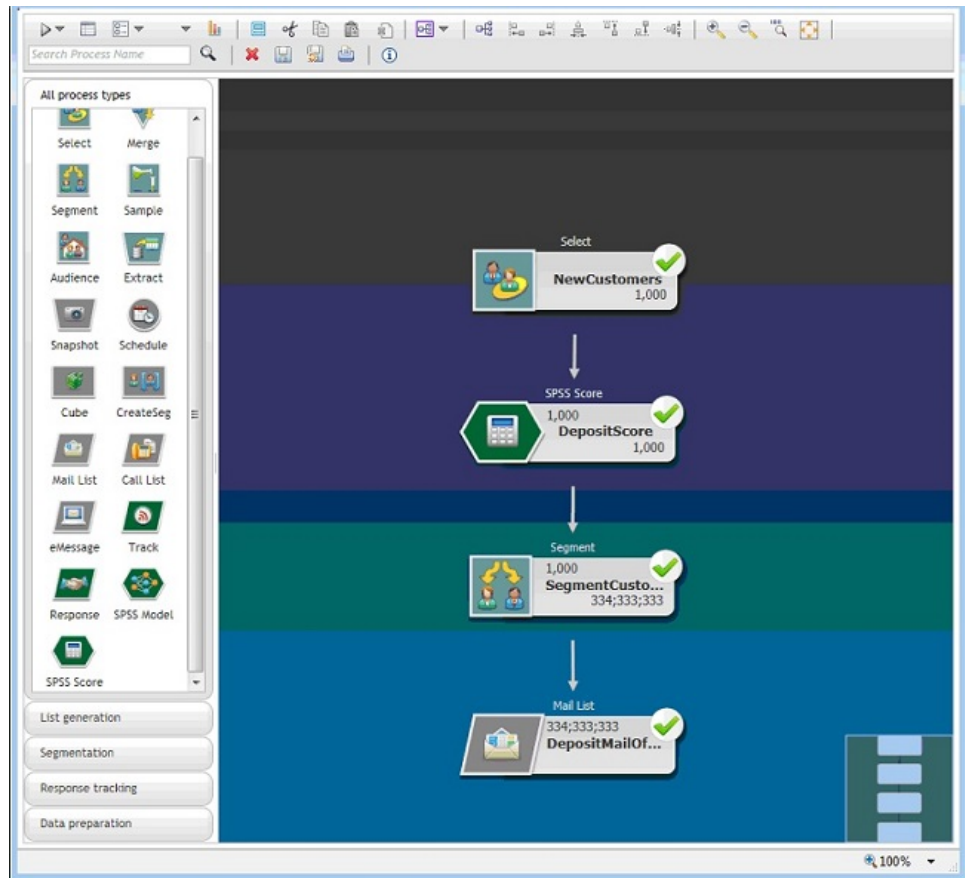 Search Process Name
All process types
Select Merge
Segment Sample
Audience Extract
Snapshot Schedule
Cube CreateSeg
Mail List Call List
eMessage Track
Response SPSS Model
SPSS Score
List generation
Segmentation
Response tracking
Data preparation
Select
NewCustomers
1,000
SPSS Score
1,000
DepositScore
1,000
Segment
1,000
SegmentCusto...
334;333;333
Mail List
334;333;333
DepositMailOf...
100%